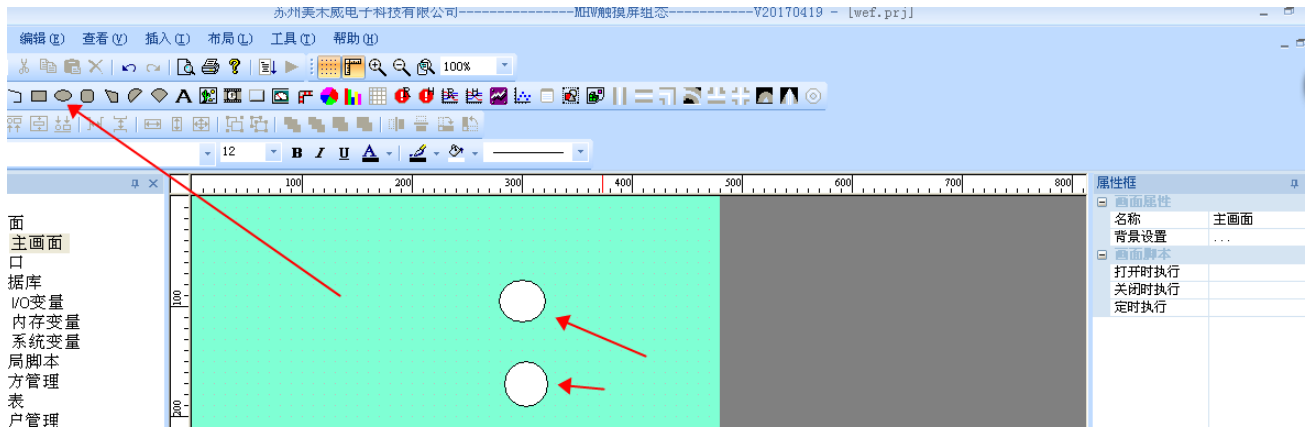 苏州美禾威电子科技有限公司----------------MHW触摸屏组态-----------V20170419 - [wef.prj]
编辑(E) 查看(V) 插入(I) 布局(L) 工具(T) 帮助(H)
100%
12 B I U A
100 200 300 400 500 600 700 800
属性框
画面属性
面
名称 主画面
主画面
背景设置 ...
口
画面脚本
据库
打开时执行
I/O变量
关闭时执行
100
内存变量
定时执行
系统变量
局脚本
方管理
表
200
户管理